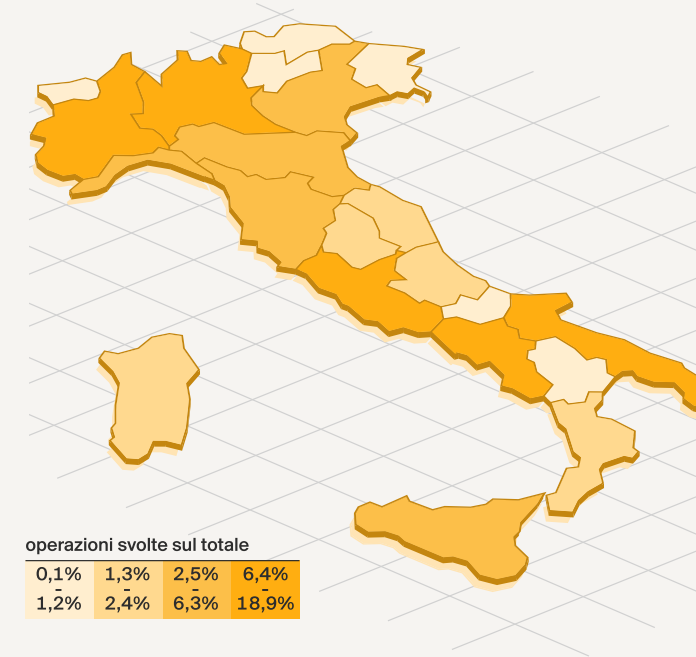 operazioni svolte sul totale
0,1% 1,3% 2,5% 6,4%
- - - -
1,2% 2,4% 6,3% 18,9%